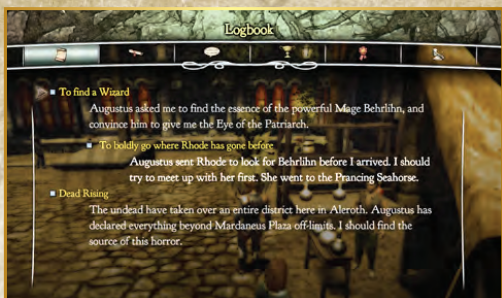 Logbook
To find a Wizard
Augustus asked me to find the essence of the powerful Mage Behrlihn, and
convince him to give me the Eye of the Patriarch.
To boldly go where Rhode has gone before
Augustus sent Rhode to look for Behrlihn before I arrived. I should
try to meet up with her first. She went to the Prancing Seahorse.
Dead Rising
The undead have taken over an entire district here in Aleroth. Augustus has
declared everything beyond Mardaneus Plaza off-limits. I should find the
source of this horror.